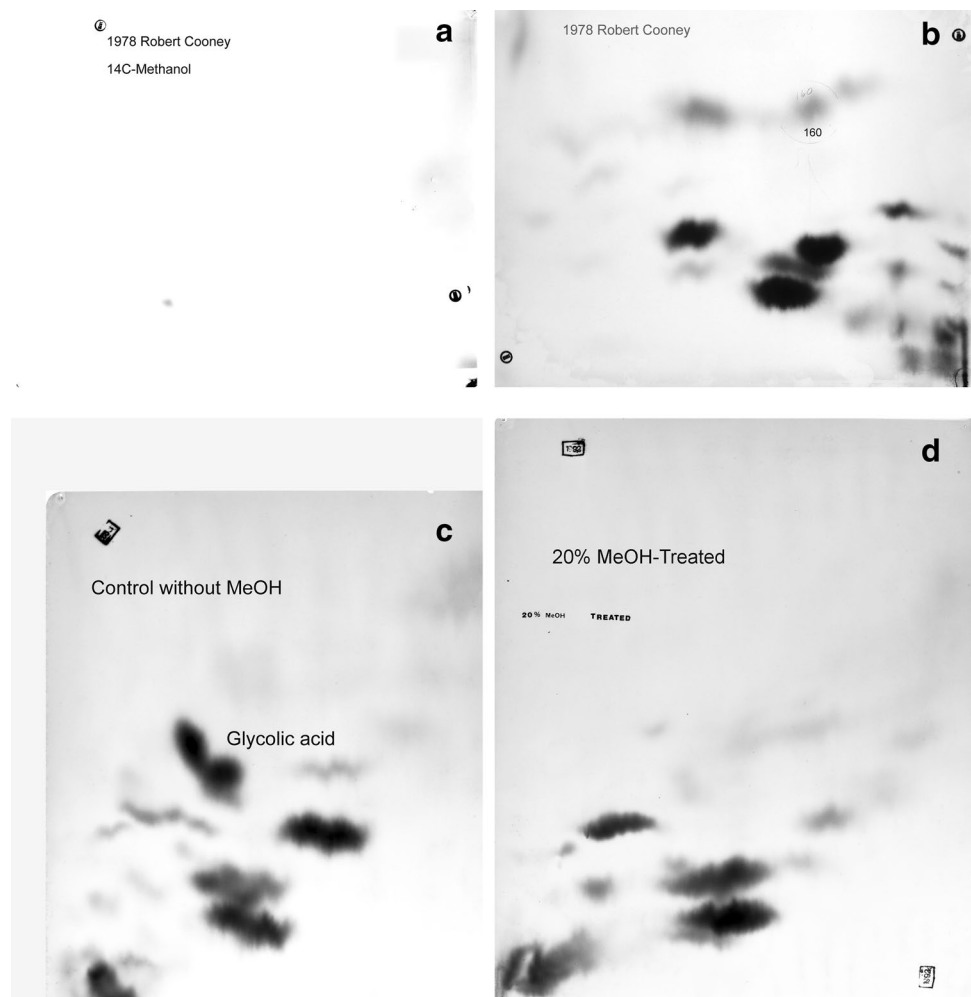 a
1978 Robert Cooney
14C-Methanol
b
1978 Robert Cooney
160
c
Control without MeOH
Glycolic acid
d
20% MeOH-Treated
20% MeOH TREATED